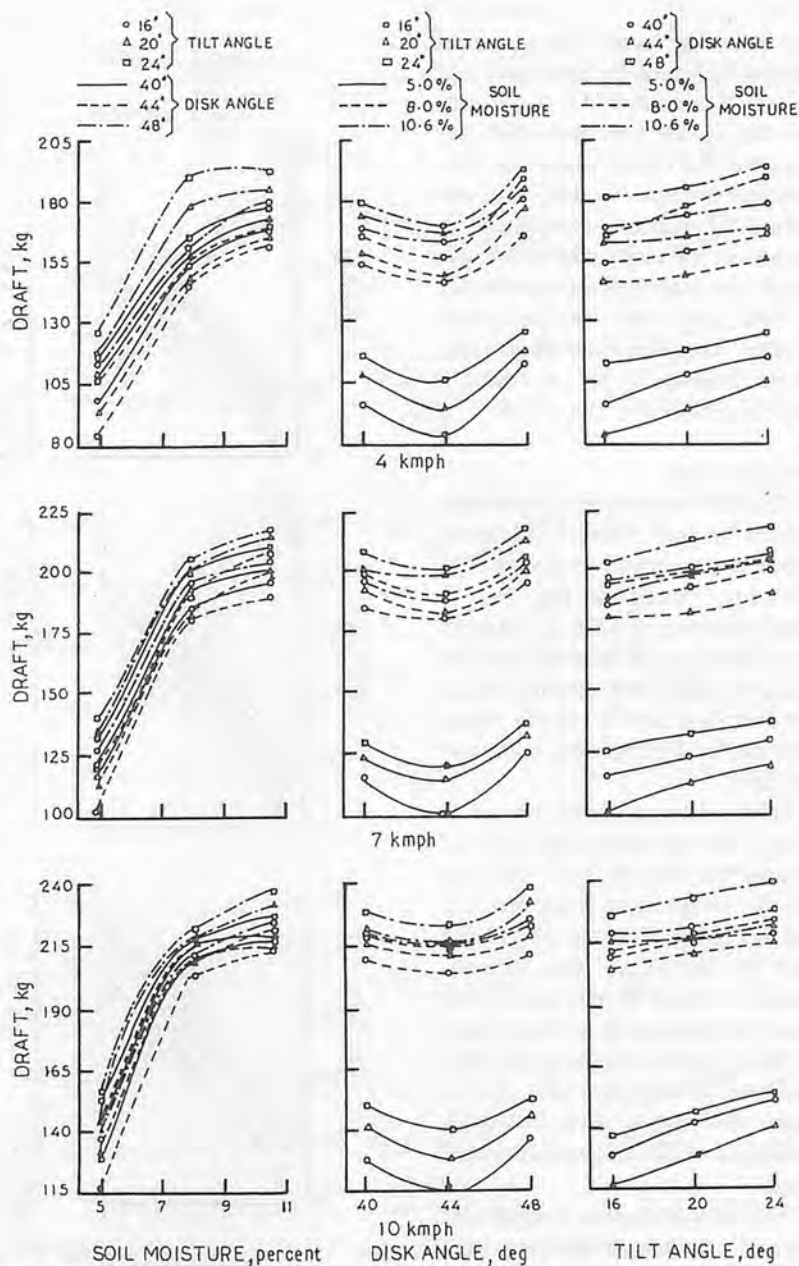 16° 20° 24° TILT ANGLE
40° 44° 48° DISK ANGLE
16° 20° 24° TILT ANGLE
5·0% 8·0% 10·6% SOIL MOISTURE
40° 44° 48° DISK ANGLE
5·0% 8·0% 10·6% SOIL MOISTURE
DRAFT, kg
205
180
155
130
105
80
4 kmph
DRAFT, kg
225
200
175
150
125
100
7 kmph
DRAFT, kg
240
215
190
165
140
115
5 7 9 11
40 44 48
16 20 24
10 kmph
SOIL MOISTURE, percent
DISK ANGLE, deg
TILT ANGLE, deg